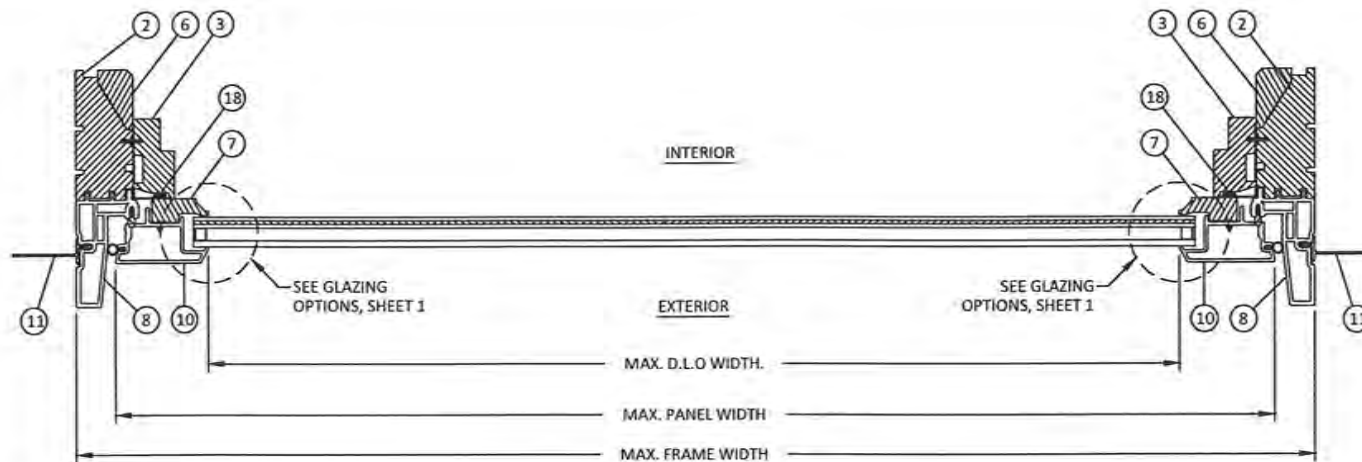 2 6 3 3 6 2
18 18
7 7
INTERIOR
SEE GLAZING
OPTIONS, SHEET 1
SEE GLAZING
OPTIONS, SHEET 1
EXTERIOR
11 8 10 10 8 11
MAX. D.L.O WIDTH.
MAX. PANEL WIDTH
MAX. FRAME WIDTH